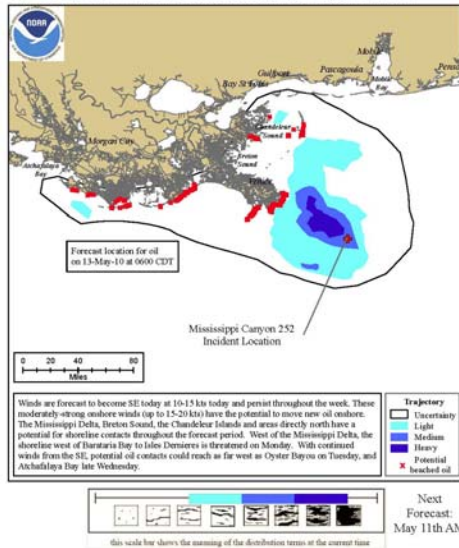 NOAA
Mobile
Gulfport
Pascagoula
Bay St Louis
Mobile
Bay
Chandeleur
Sound
Morgan City
Breton
Sound
Atchafalaya
Bay
Venice
Forecast location for oil
on 13-May-10 at 0600 CDT
Mississippi Canyon 252
Incident Location
0 20 40 80
Miles
Winds are forecast to become SE today at 10-15 kts today and persist throughout the week. These
moderately-strong onshore winds (up to 15-20 kts) have the potential to move new oil onshore.
The Mississippi Delta, Breton Sound, the Chandeleur Islands and areas directly north have a
potential for shoreline contacts throughout the forecast period. West of the Mississippi Delta, the
shoreline west of Barataria Bay to Isles Dernieres is threatened on Monday. With continued
winds from the SE, potential oil contacts could reach as far west as Oyster Bayou on Tuesday, and
Atchafalaya Bay late Wednesday.
Trajectory
Uncertainty
Light
Medium
Heavy
Potential
beached oil
Next
Forecast:
May 11th AM
this scale bar shows the meaning of the distribution terms at the current time